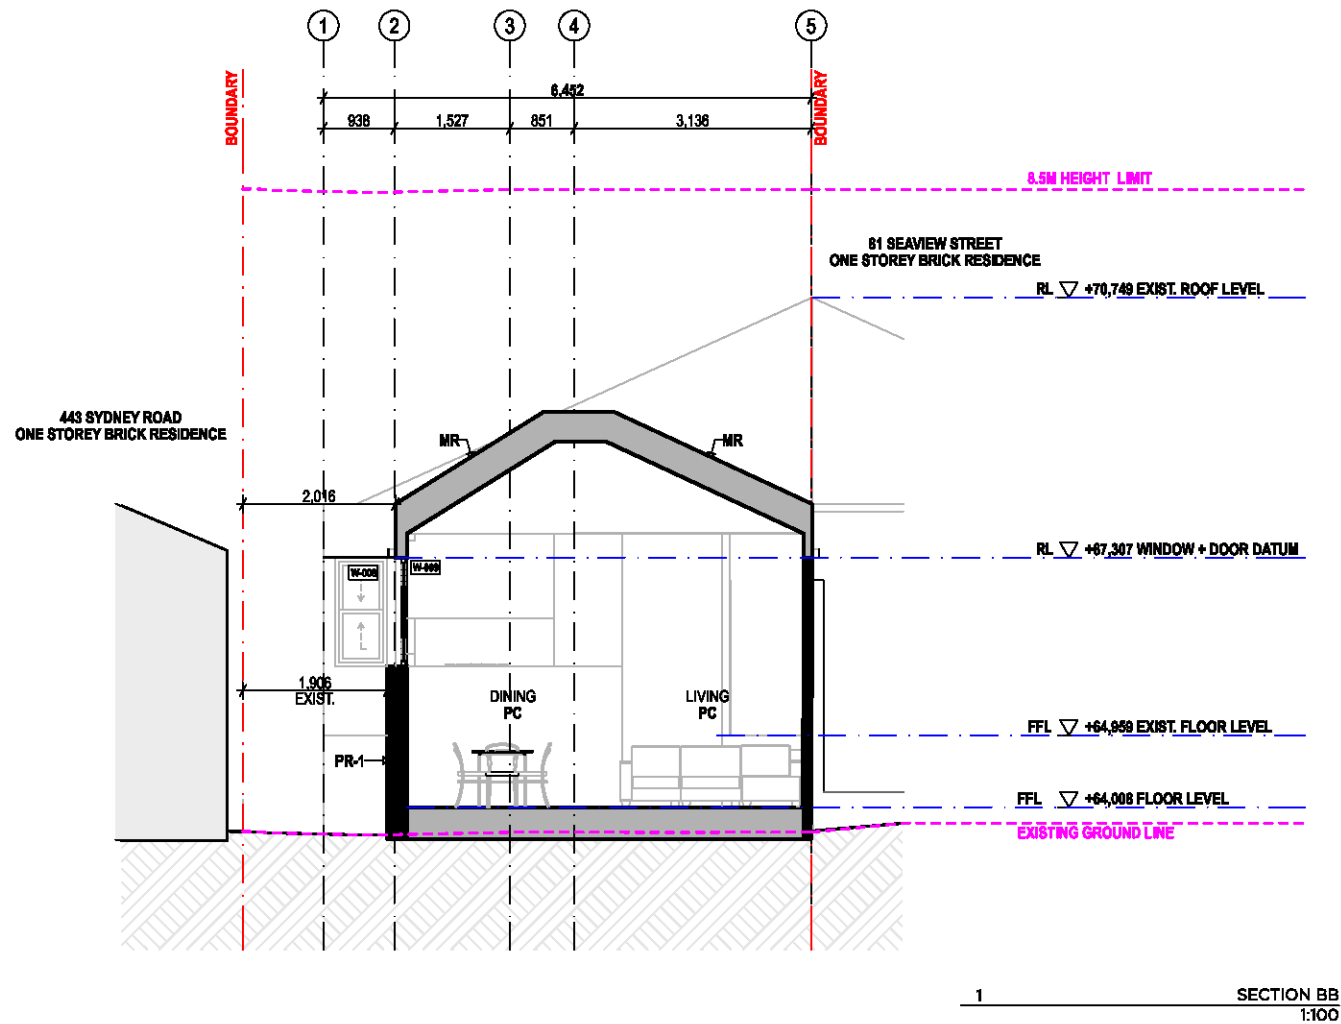 1 2 3 4 5
BOUNDARY
BOUNDARY
6,452
938 1,527 851 3,136
8.5M HEIGHT LIMIT
81 SEAVIEW STREET
ONE STOREY BRICK RESIDENCE
RL +70,749 EXIST. ROOF LEVEL
443 SYDNEY ROAD
ONE STOREY BRICK RESIDENCE
MR MR
2,016
RL +67,307 WINDOW + DOOR DATUM
W-008 W-009
1,906
EXIST.
DINING
PC
LIVING
PC
FFL +64,959 EXIST. FLOOR LEVEL
PR-1
FFL +64,008 FLOOR LEVEL
EXISTING GROUND LINE
1 SECTION BB
1:100